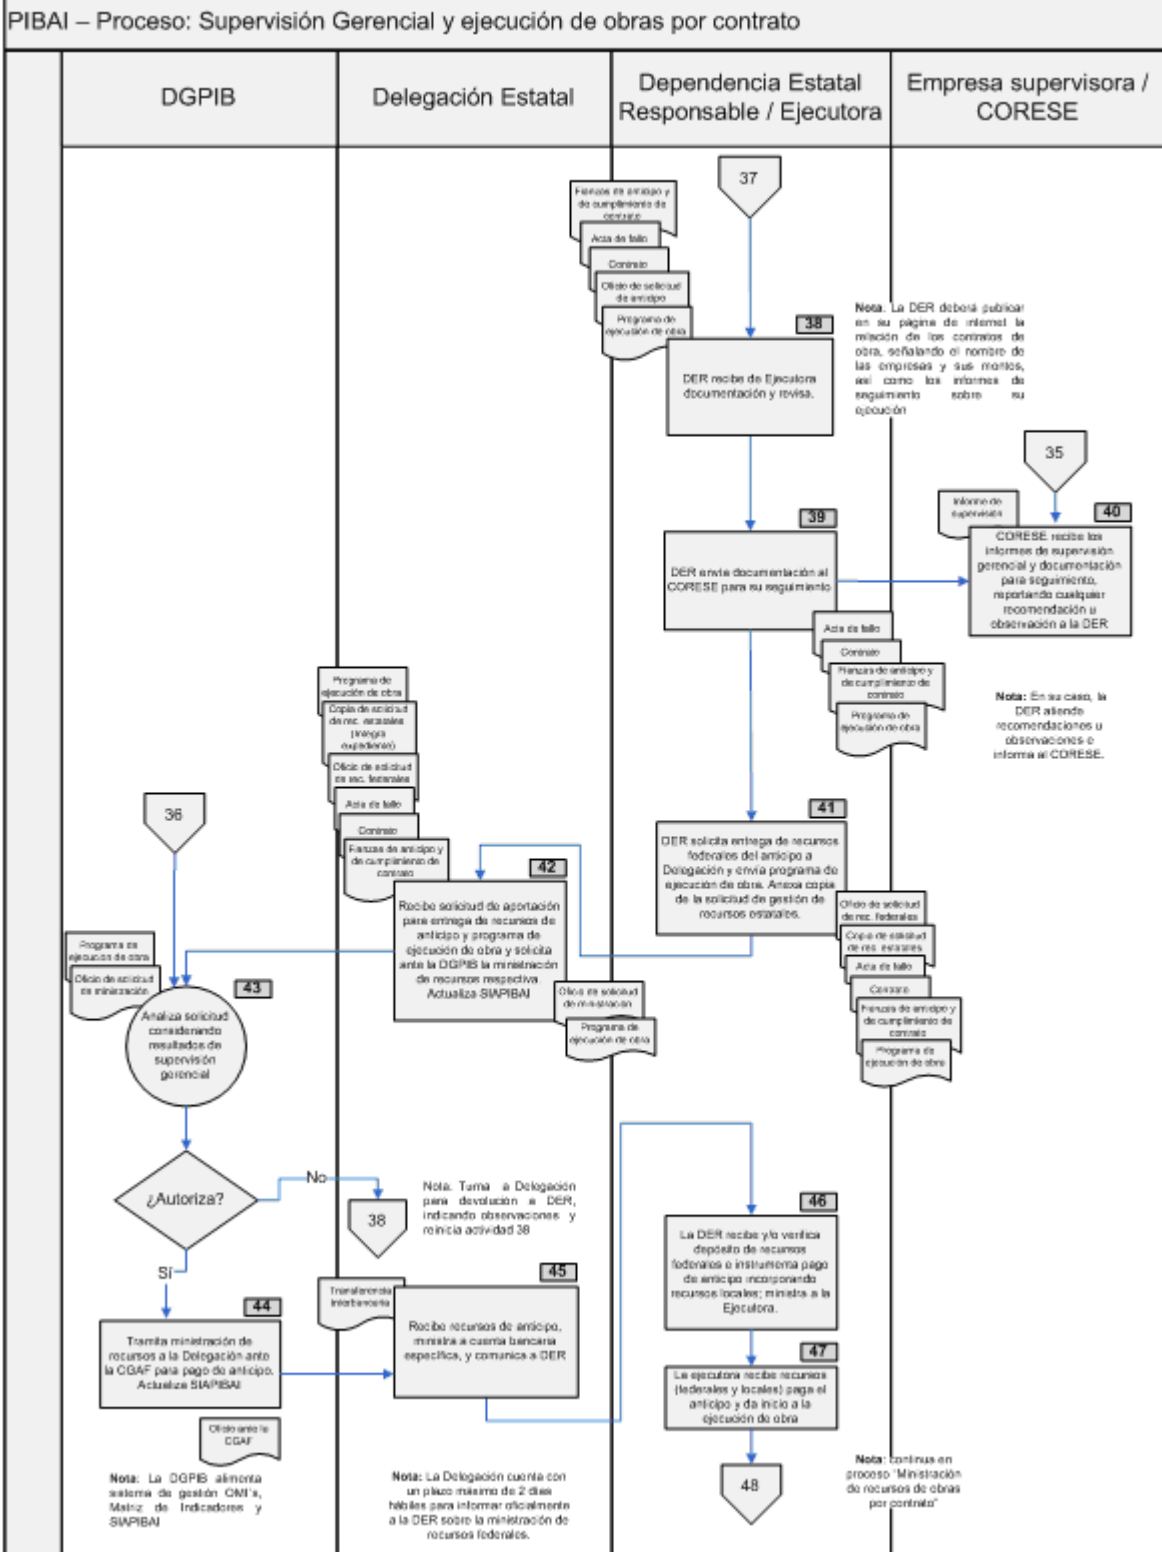 PIBAI – Proceso: Supervisión Gerencial y ejecución de obras por contrato
DGPIB
Delegación Estatal
Dependencia Estatal
Responsable / Ejecutora
Empresa supervisora /
CORESE
37
Fianzas de anticipo y
de cumplimiento de
contrato
Acta de fallo
Contrato
Oficio de solicitud
de anticipo
Programa de
ejecución de obra
38
DER recibe de Ejecutora
documentación y revisa.
Nota: La DER deberá publicar
en su página de internet la
relación de los contratos de
obra, señalando el nombre de
las empresas y sus montos,
así como los informes de
seguimiento sobre su
ejecución
35
Informe de
supervisión
40
CORESE recibe los
informes de supervisión
gerencial y documentación
para seguimiento,
reportando cualquier
recomendación u
observación a la DER
39
DER envía documentación al
CORESE para su seguimiento
Acta de fallo
Contrato
Fianzas de anticipo y
de cumplimiento de
contrato
Programa de
ejecución de obra
Nota: En su caso, la
DER atiende
recomendaciones u
observaciones e
informa al CORESE.
Programa de
ejecución de obra
Copia de solicitud
de rec. estatales
(Integra
expediente)
Oficio de solicitud
de rec. federales
Acta de fallo
Contrato
Fianzas de anticipo y
de cumplimiento de
contrato
36
41
DER solicita entrega de recursos
federales del anticipo a
Delegación y envía programa de
ejecución de obra. Anexa copia
de la solicitud de gestión de
recursos estatales.
Oficio de solicitud
de rec. federales
Copia de solicitud
de rec. estatales
Acta de fallo
Contrato
Fianzas de anticipo y
de cumplimiento de
contrato
Programa de
ejecución de obra
42
Recibe solicitud de aportación
para entrega de recursos de
anticipo y programa de
ejecución de obra y solicita
ante la DGPIB la ministración
de recursos respectiva
Actualiza SIAPIBAI
Oficio de solicitud
de ministración
Programa de
ejecución de obra
Programa de
ejecución de obra
Oficio de solicitud
de ministración
43
Analiza solicitud
considerando
resultados de
supervisión
gerencial
¿Autoriza?
No
38
Nota: Turna a Delegación
para devolución a DER,
indicando observaciones y
reinicia actividad 38
Sí
44
Tramita ministración de
recursos a la Delegación ante
la CGAF para pago de anticipo.
Actualiza SIAPIBAI
Oficio ante la
CGAF
Nota: La DGPIB alimenta
sistema de gestión OMI's,
Matriz de Indicadores y
SIAPIBAI
Transferencia
Interbancaria
45
Recibe recursos de anticipo,
ministra a cuenta bancaria
específica, y comunica a DER
Nota: La Delegación cuenta con
un plazo máximo de 2 días
hábiles para informar oficialmente
a la DER sobre la ministración de
recursos federales.
46
La DER recibe y/o verifica
depósito de recursos
federales e instrumenta pago
de anticipo incorporando
recursos locales; ministra a la
Ejecutora.
47
La ejecutora recibe recursos
(federales y locales) paga el
anticipo y da inicio a la
ejecución de obra
48
Nota: continua en
proceso "Ministración
de recursos de obras
por contrato"